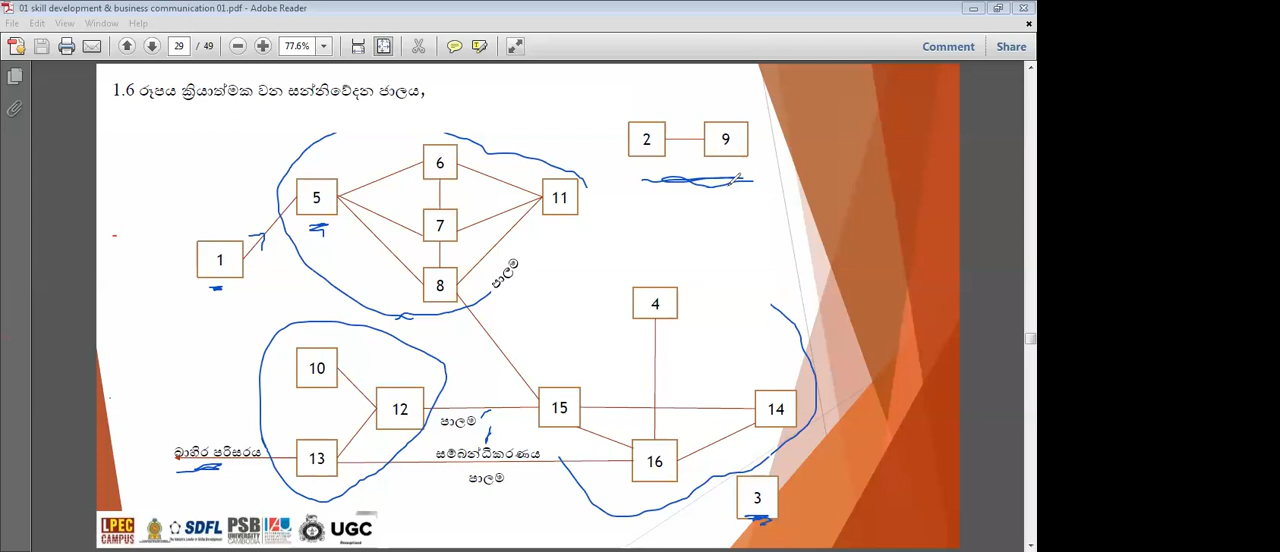 01 skill development & business communication 01.pdf - Adobe Reader
File Edit View Window Help
29 / 49 77.6% Comment Share
1.6 රූපය ක්‍රියාත්මක වන සන්නිවේදන ජාලය,
2 9
6
5 11
7
1
8 පාලම
4
10
12 15 14
පාලම
බාහිර පරිසරය 13 සම්බන්ධීකරණය 16
පාලම
3
LPEC CAMPUS SDFL PSB UNIVERSITY CAMBODIA IAU UGC